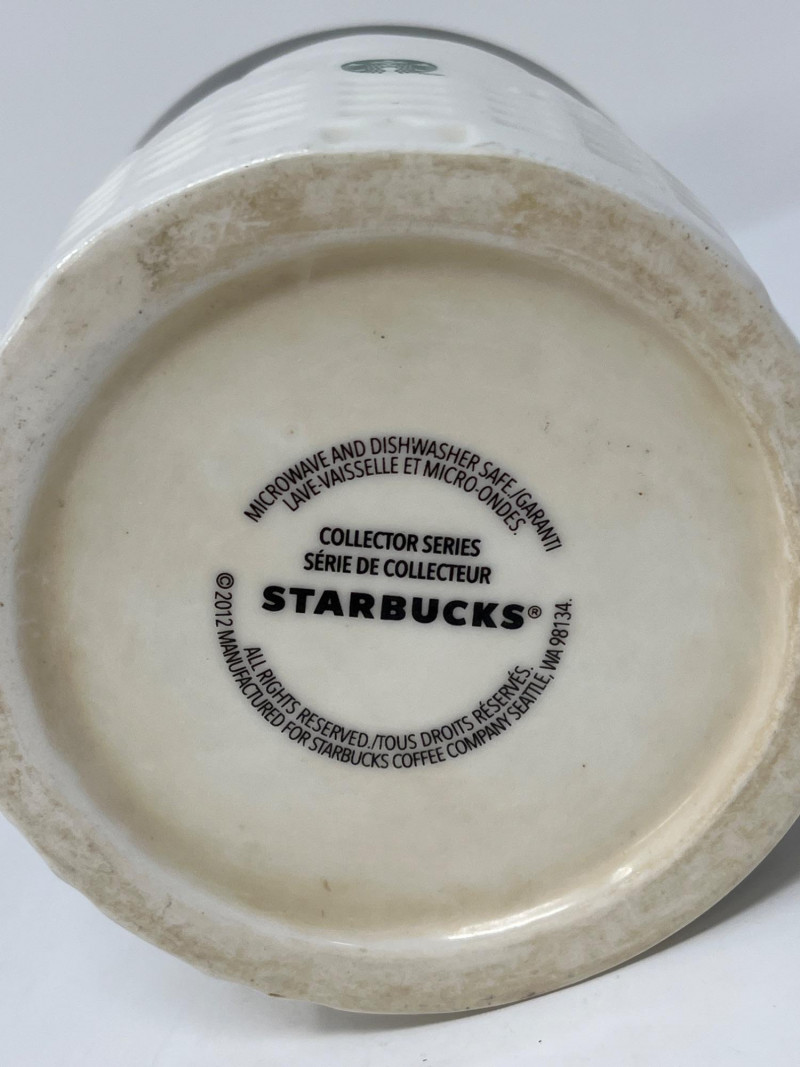 MICROWAVE AND DISHWASHER SAFE./GARANTI
LAVE-VAISSELLE ET MICRO-ONDES.
COLLECTOR SERIES
SÉRIE DE COLLECTEUR
STARBUCKS®
ALL RIGHTS RESERVED./TOUS DROITS RÉSERVÉS.
©2012 MANUFACTURED FOR STARBUCKS COFFEE COMPANY SEATTLE, WA 98134.